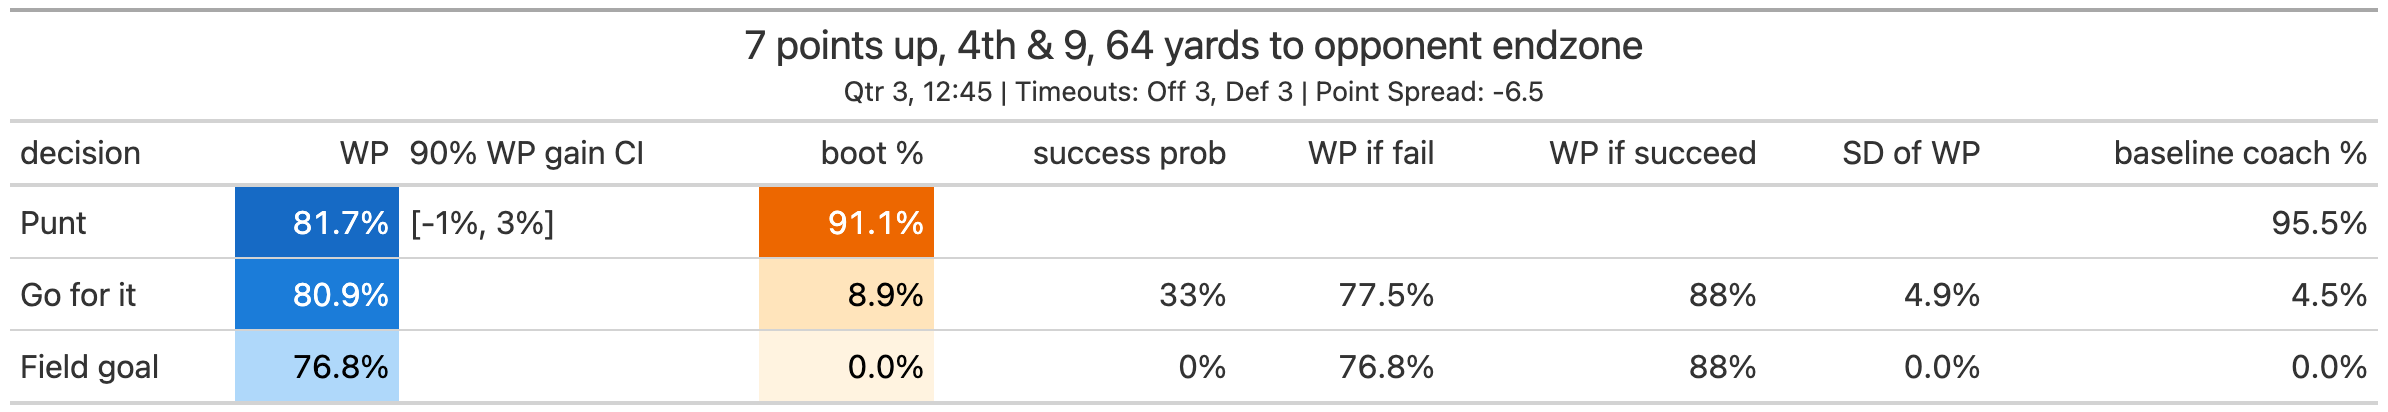 7 points up, 4th & 9, 64 yards to opponent endzone
Qtr 3, 12:45 | Timeouts: Off 3, Def 3 | Point Spread: -6.5
decision WP 90% WP gain CI boot % success prob WP if fail WP if succeed SD of WP baseline coach %
Punt 81.7% [-1%, 3%] 91.1% 95.5%
Go for it 80.9% 8.9% 33% 77.5% 88% 4.9% 4.5%
Field goal 76.8% 0.0% 0% 76.8% 88% 0.0% 0.0%